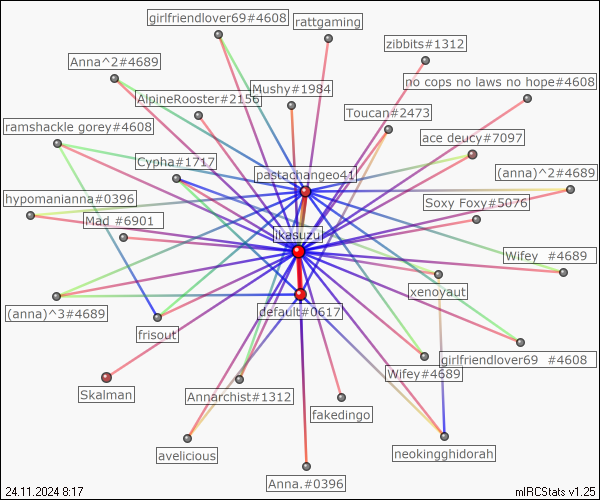 girlfriendlover69#4608
rattgaming
zibbits#1312
Anna^2#4689
no cops no laws no hope#4608
Mushy#1984
AlpineRooster#2156
Toucan#2473
ramshackle gorey#4608
ace deucy#7097
Cypha#1717
pastachangeo41
(anna)^2#4689
hypomanianna#0396
Soxy Foxy#5076
Mad_#6901
ikasuzu
Wifey_#4689
xenoyaut
(anna)^3#4689
default#0617
frisout
girlfriendlover69_#4608
Wifey#4689
Skalman
Annarchist#1312
fakedingo
avelicious
neokingghidorah
Anna.#0396
24.11.2024 8:17
mIRCStats v1.25